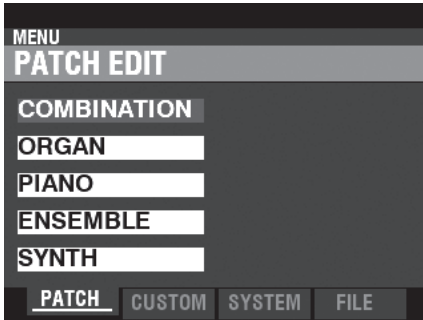 MENU
PATCH EDIT
COMBINATION
ORGAN
PIANO
ENSEMBLE
SYNTH
PATCH CUSTOM SYSTEM FILE